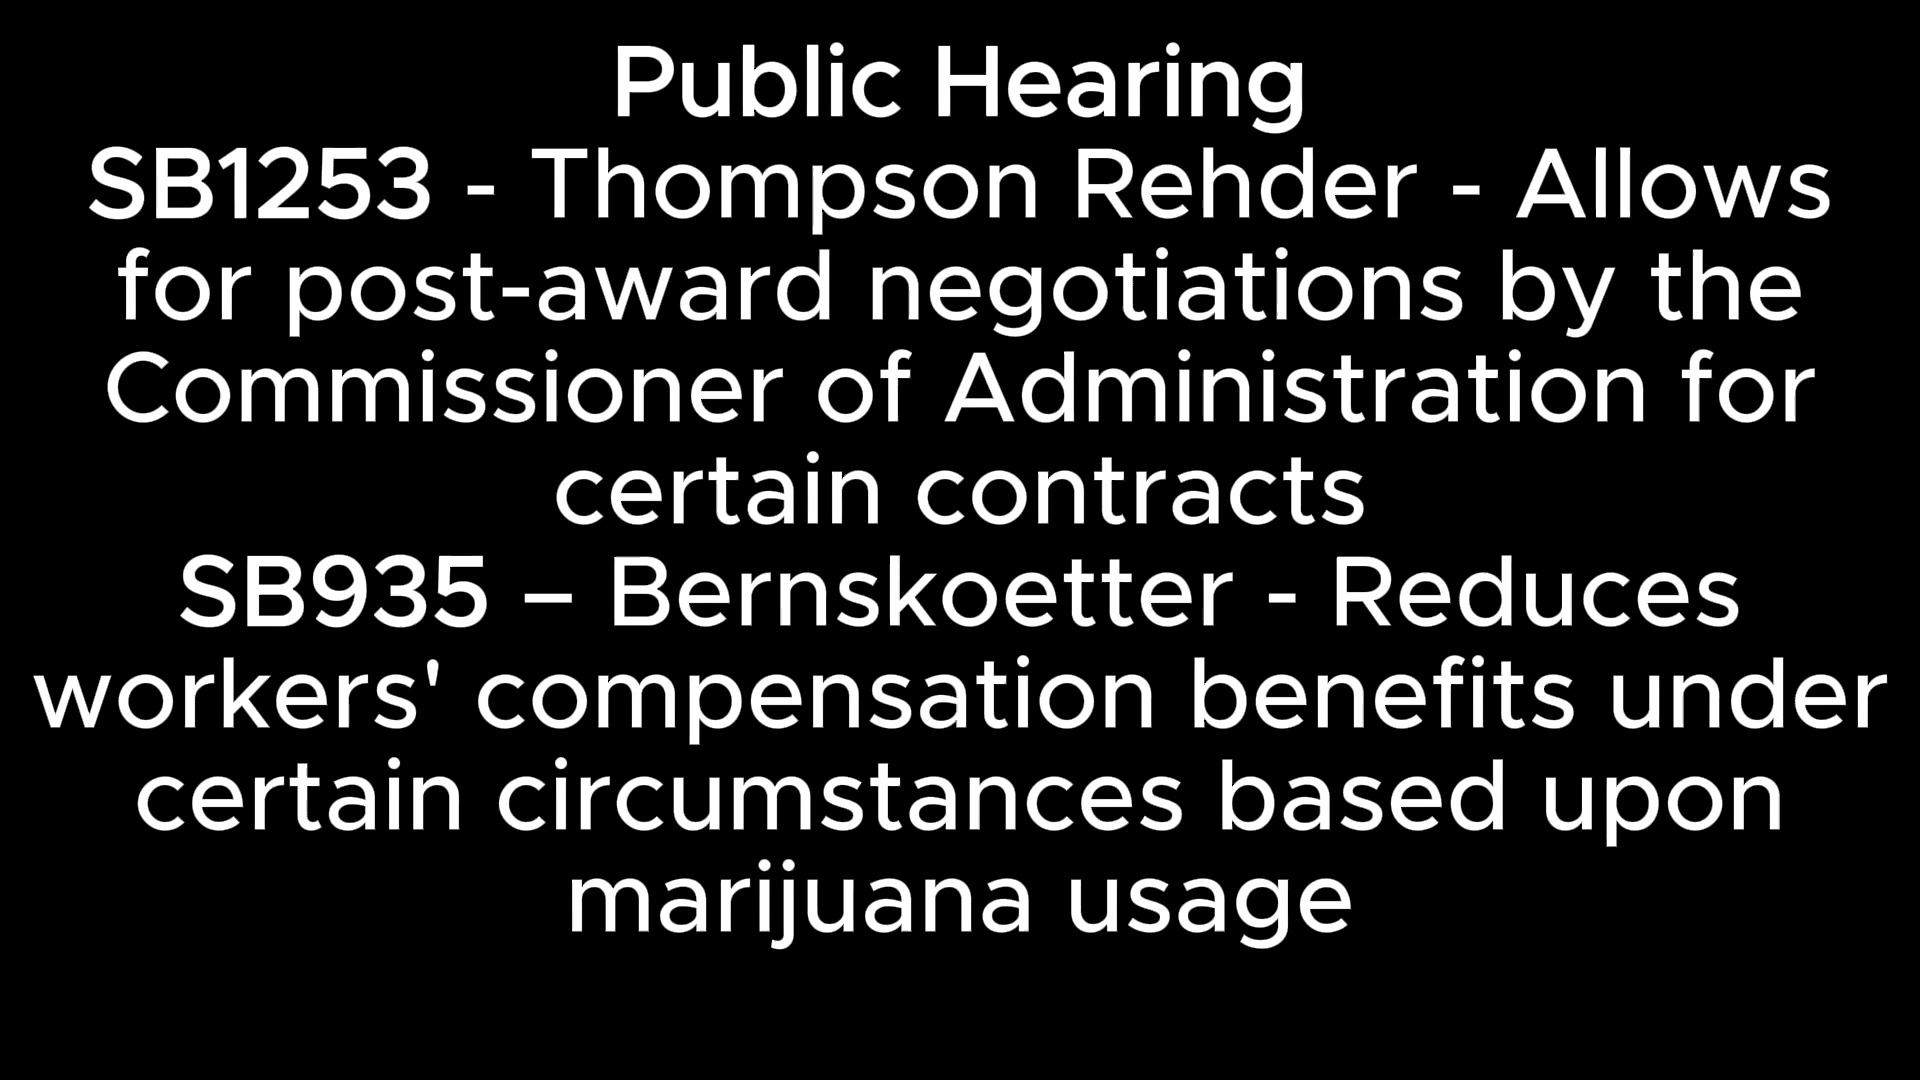 Public Hearing
SB1253 - Thompson Rehder - Allows
for post-award negotiations by the
Commissioner of Administration for
certain contracts
SB935 – Bernskoetter - Reduces
workers' compensation benefits under
certain circumstances based upon
marijuana usage